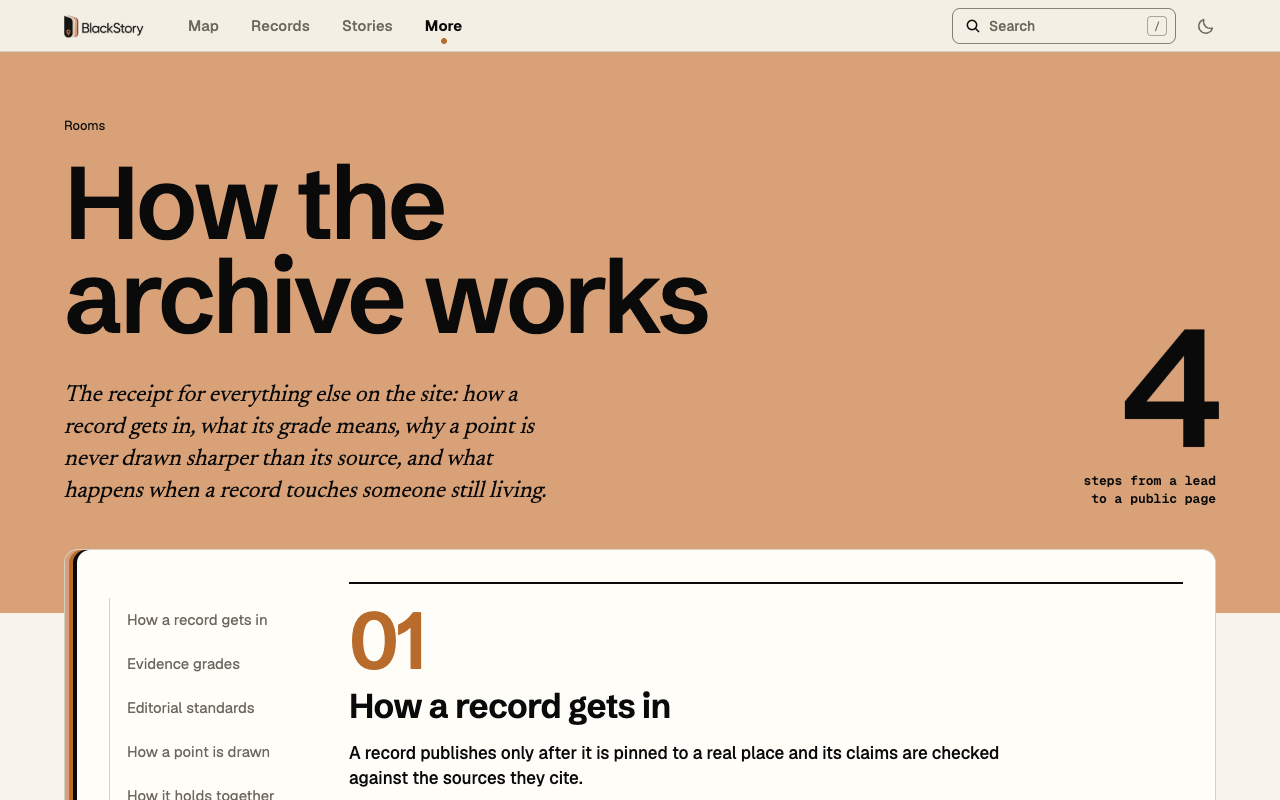 BlackStory
Map
Records
Stories
More
Search
/
Rooms
How the
archive works
The receipt for everything else on the site: how a
record gets in, what its grade means, why a point is
never drawn sharper than its source, and what
happens when a record touches someone still living.
4
steps from a lead
to a public page
How a record gets in
Evidence grades
Editorial standards
How a point is drawn
How it holds together
01
How a record gets in
A record publishes only after it is pinned to a real place and its claims are checked
against the sources they cite.